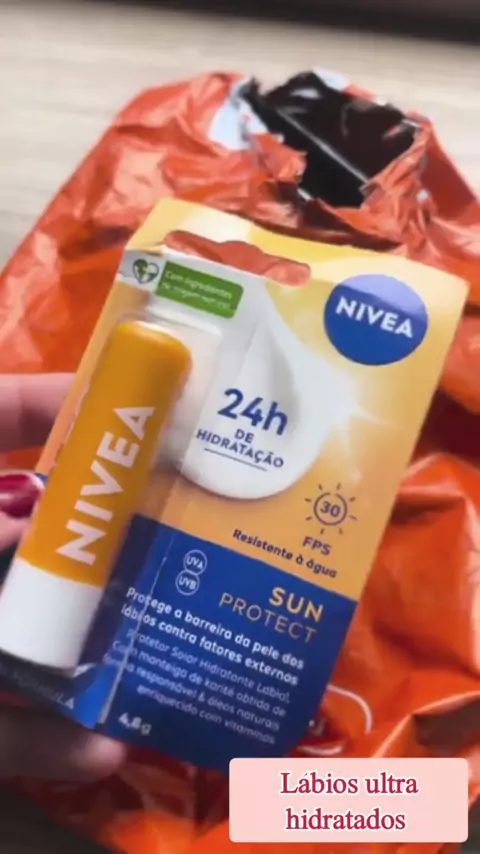 Com ingredientes
de origem natural
NIVEA
24h
DE
HIDRATAÇÃO
30
FPS
Resistente à água
NIVEA
UVA
UVB
SUN
PROTECT
Protege a barreira da pele dos
lábios contra fatores externos
Protetor Solar Hidratante Labial,
Com manteiga de karité obtida de
forma responsável & óleos naturais
enriquecido com vitaminas
4,8g
Lábios ultra
hidratados